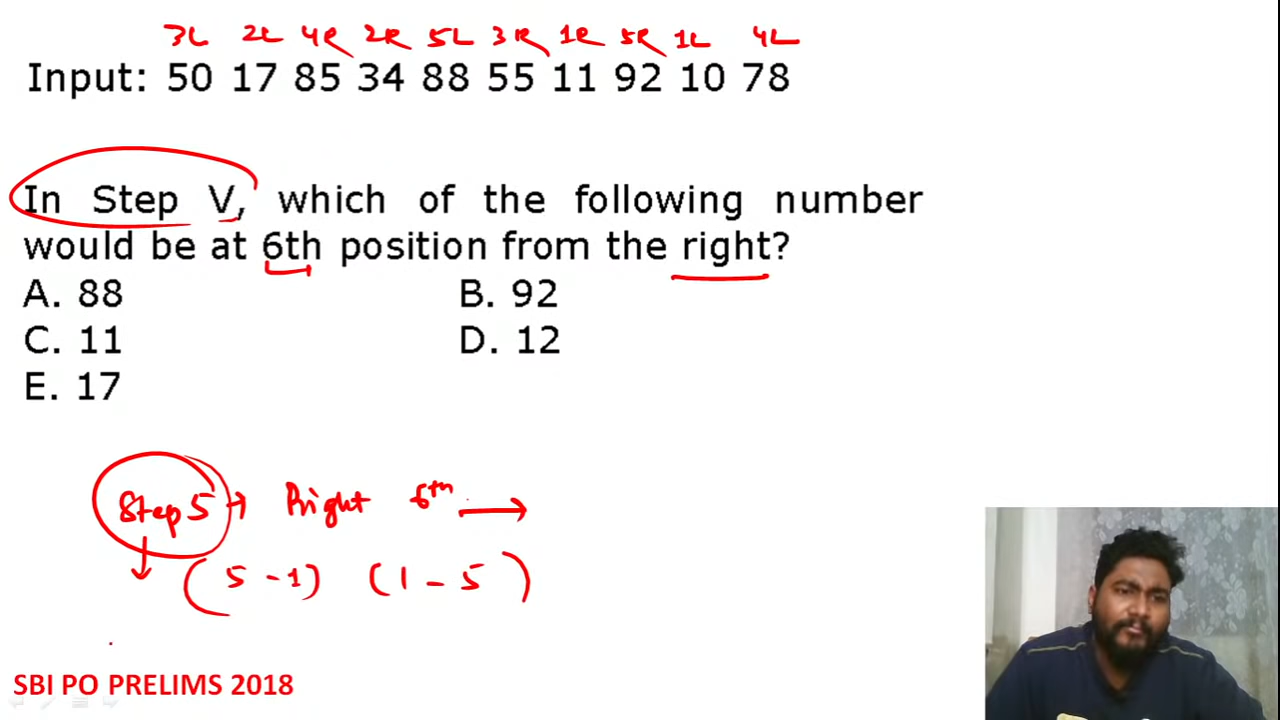 3L 2L 4R 2R 5L 3R 1R 5R 1L 4L
Input: 50 17 85 34 88 55 11 92 10 78
In Step V, which of the following number
would be at 6th position from the right?
A. 88 B. 92
C. 11 D. 12
E. 17
Step 5 → Right 6th →
(5 - 1) (1 - 5)
SBI PO PRELIMS 2018